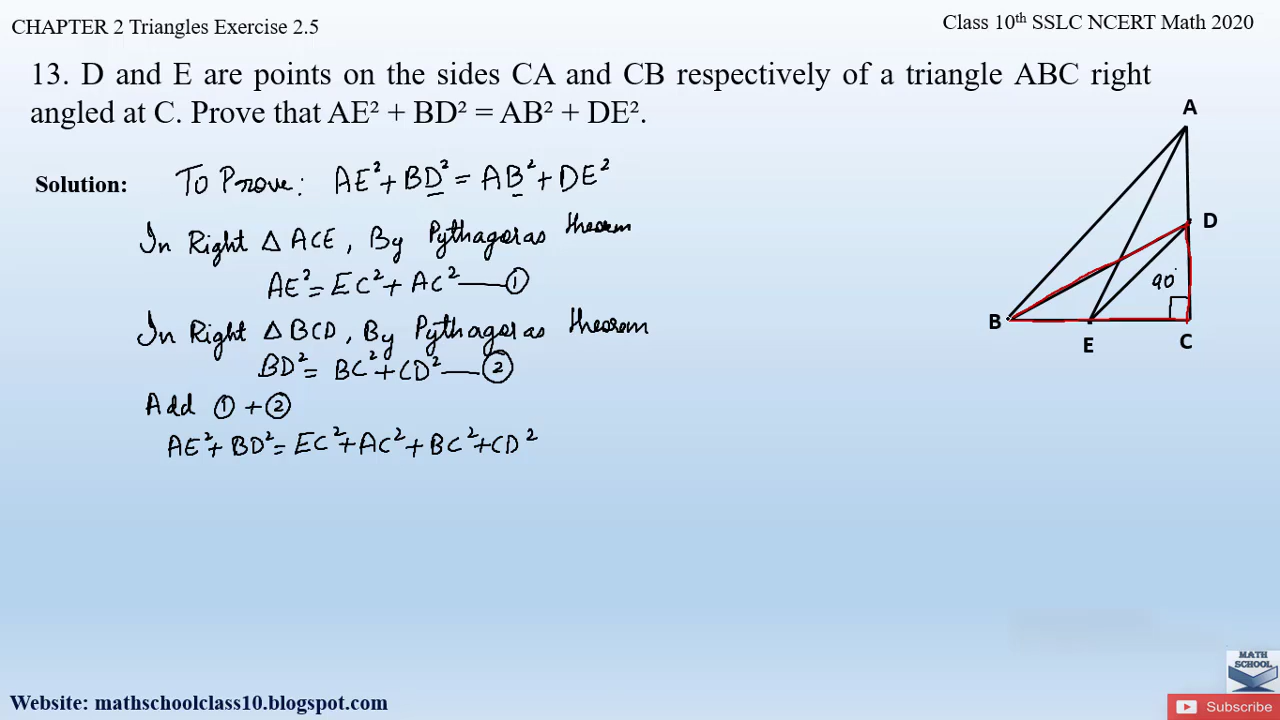 CHAPTER 2 Triangles Exercise 2.5
Class 10th SSLC NCERT Math 2020
13. D and E are points on the sides CA and CB respectively of a triangle ABC right
angled at C. Prove that AE² + BD² = AB² + DE².
Solution: To Prove: AE² + BD² = AB² + DE²
In Right △ ACE, By Pythagoras theorem
AE² = EC² + AC² —— ①
In Right △ BCD, By Pythagoras theorem
BD² = BC² + CD² —— ②
Add ① + ②
AE² + BD² = EC² + AC² + BC² + CD²
A
D
90°
B
E
C
MATH
SCHOOL
Website: mathschoolclass10.blogspot.com
Subscribe